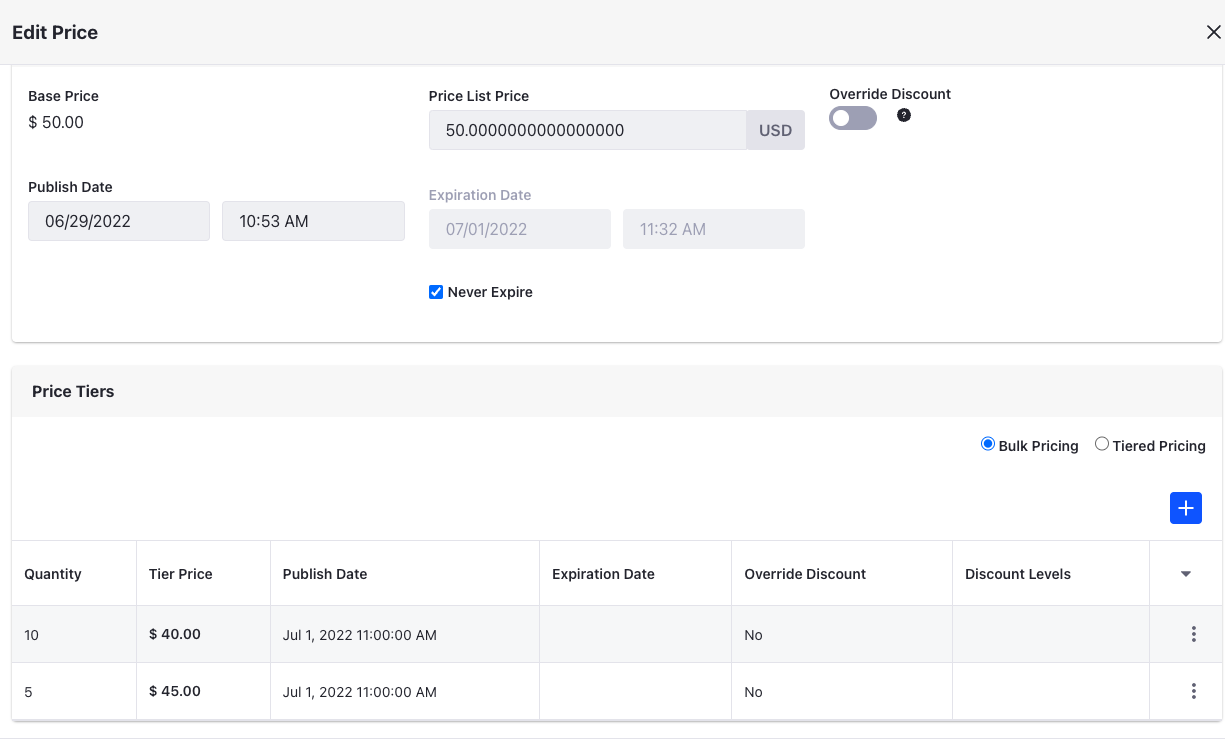 Edit Price
Base Price
$ 50.00
Price List Price
50.0000000000000000 USD
Override Discount
?
Publish Date
06/29/2022 10:53 AM
Expiration Date
07/01/2022 11:32 AM
Never Expire
Price Tiers
Bulk Pricing Tiered Pricing
Quantity Tier Price Publish Date Expiration Date Override Discount Discount Levels
10 $ 40.00 Jul 1, 2022 11:00:00 AM No
5 $ 45.00 Jul 1, 2022 11:00:00 AM No